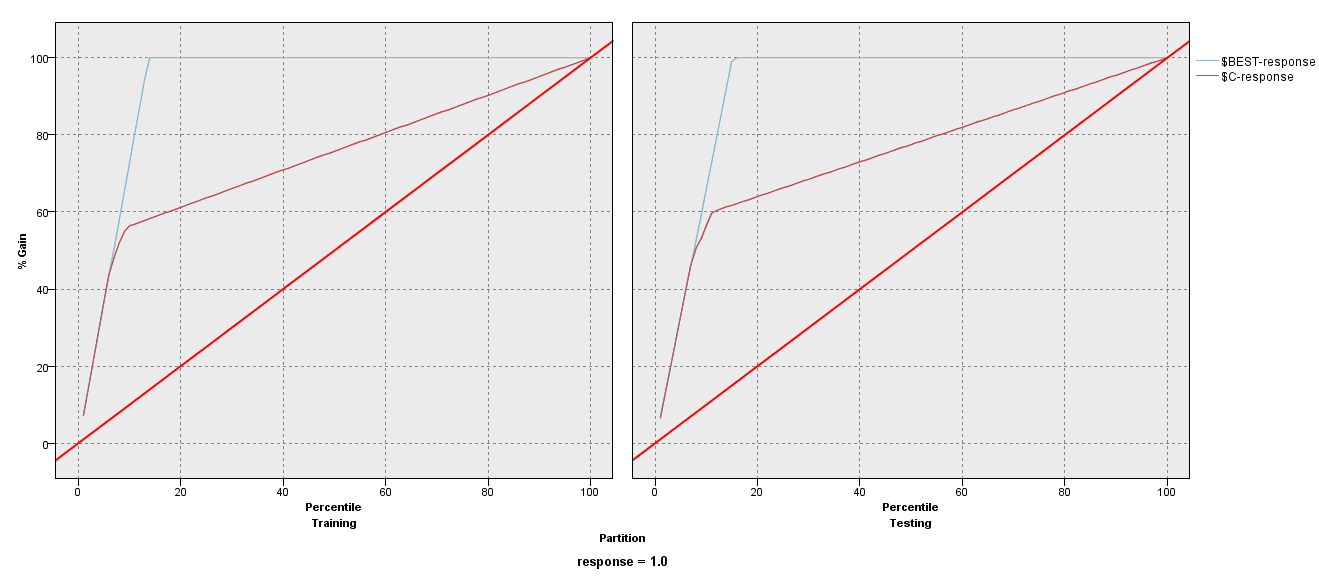 % Gain
100
80
60
40
20
0
0 20 40 60 80 100
Percentile
Training
0 20 40 60 80 100
Percentile
Testing
Partition
response = 1.0
$BEST-response
$C-response